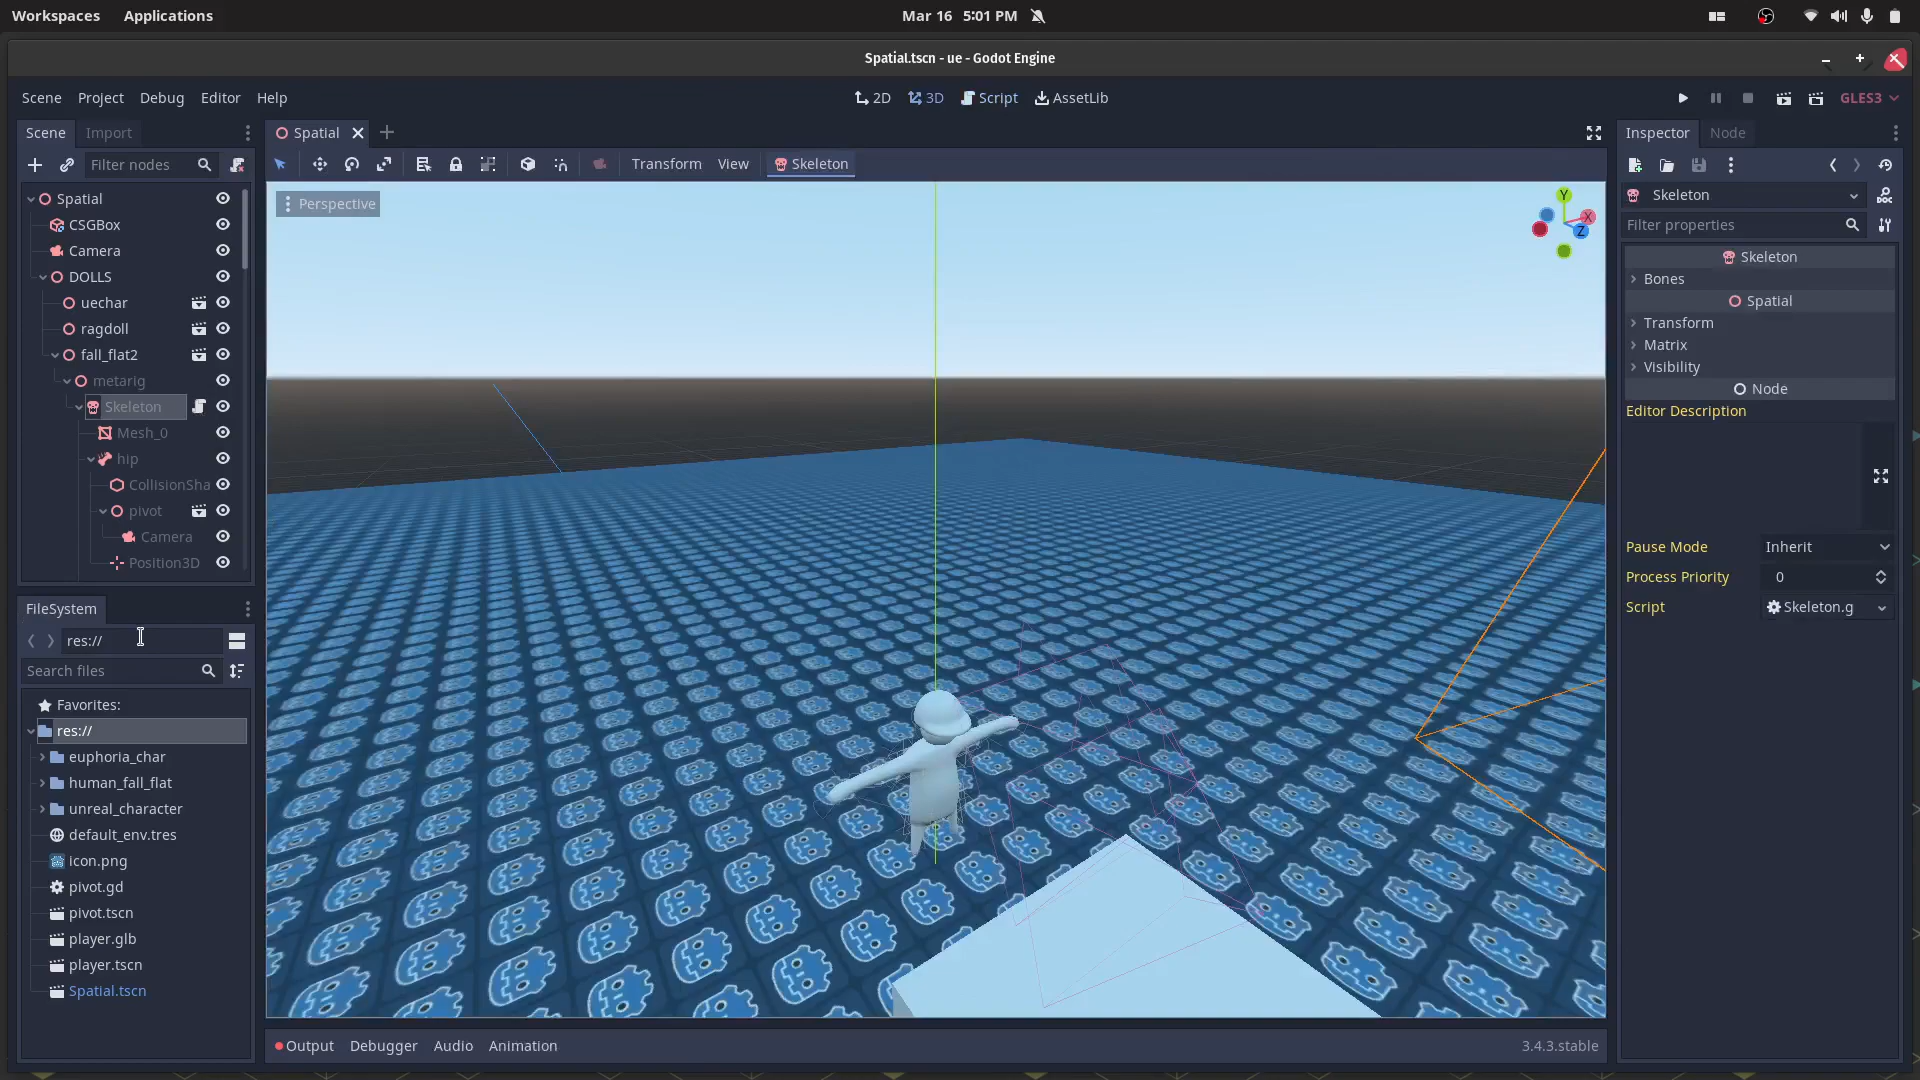 Workspaces Applications Mar 16 5:01 PM
Spatial.tscn - ue - Godot Engine
Scene Project Debug Editor Help 2D 3D Script AssetLib GLES3
Scene Import
Filter nodes
Spatial
CSGBox
Camera
DOLLS
uechar
ragdoll
fall_flat2
metarig
Skeleton
Mesh_0
hip
CollisionSha
pivot
Camera
Position3D
FileSystem
res://
Search files
Favorites:
res://
euphoria_char
human_fall_flat
unreal_character
default_env.tres
icon.png
pivot.gd
pivot.tscn
player.glb
player.tscn
Spatial.tscn
Spatial
Transform View Skeleton
Perspective
Y
X
Z
Output Debugger Audio Animation 3.4.3.stable
Inspector Node
Skeleton
Filter properties
Skeleton
Bones
Spatial
Transform
Matrix
Visibility
Node
Editor Description
Pause Mode Inherit
Process Priority 0
Script Skeleton.g